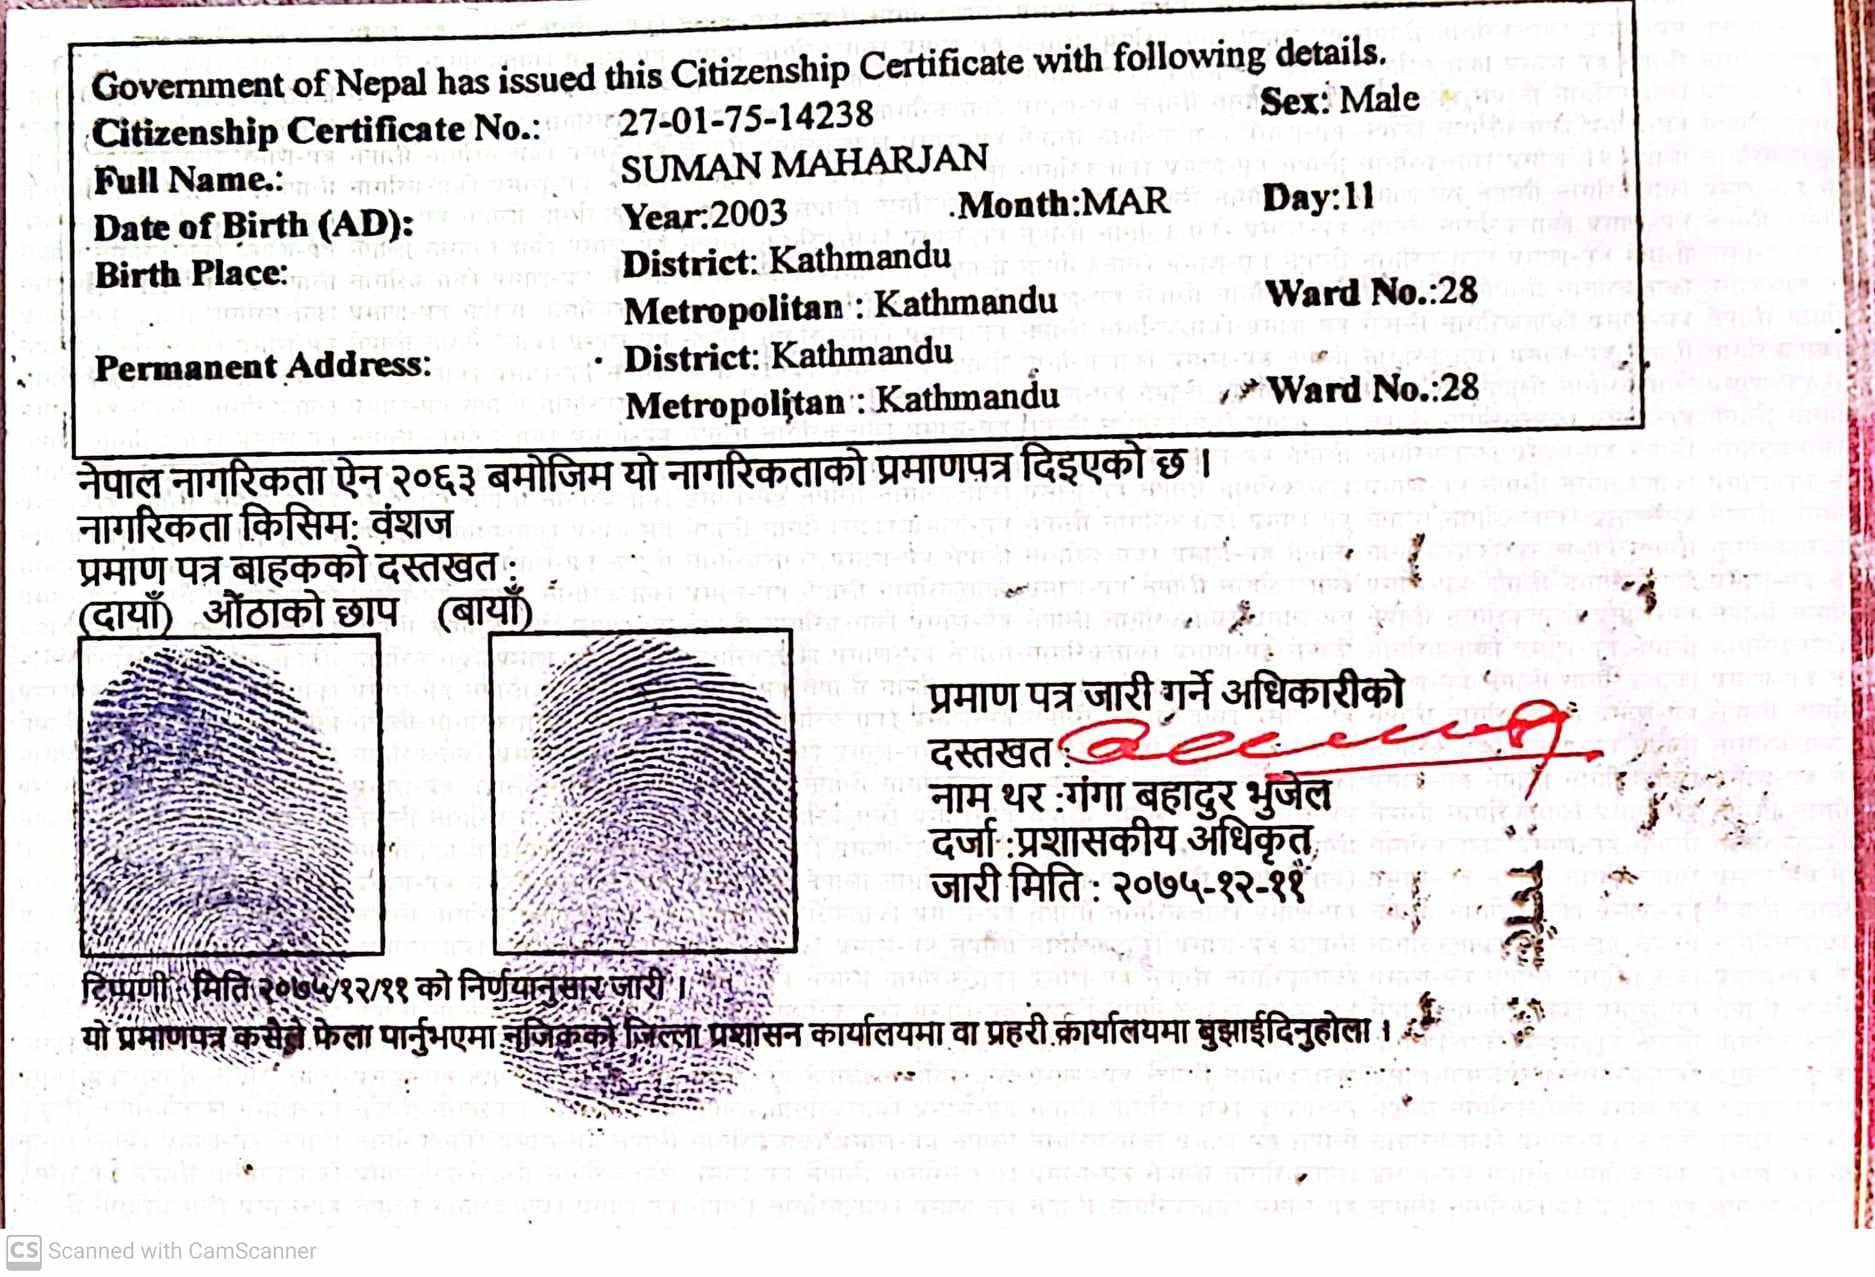 Government of Nepal has issued this Citizenship Certificate with following details.
Citizenship Certificate No.: 27-01-75-14238 Sex: Male
Full Name.: SUMAN MAHARJAN
Date of Birth (AD): Year:2003 Month:MAR Day:11
Birth Place: District: Kathmandu
Metropolitan : Kathmandu Ward No.:28
Permanent Address: District: Kathmandu
Metropolitan : Kathmandu Ward No.:28
नेपाल नागरिकता ऐन २०६३ बमोजिम यो नागरिकताको प्रमाणपत्र दिइएको छ ।
नागरिकता किसिम: वंशज
प्रमाण पत्र बाहकको दस्तखत :
(दायाँ) औंठाको छाप (बायाँ)
प्रमाण पत्र जारी गर्ने अधिकारीको
दस्तखत :
नाम थर :गंगा बहादुर भुजेल
दर्जा :प्रशासकीय अधिकृत
जारी मिति : २०७५-१२-११
टिप्पणी : मिति २०७५/१२/११ को निर्णयानुसार जारी ।
यो प्रमाणपत्र कसैले फेला पार्नुभएमा नजिकको जिल्ला प्रशासन कार्यालयमा वा प्रहरी कार्यालयमा बुझाईदिनुहोला ।
CS Scanned with CamScanner